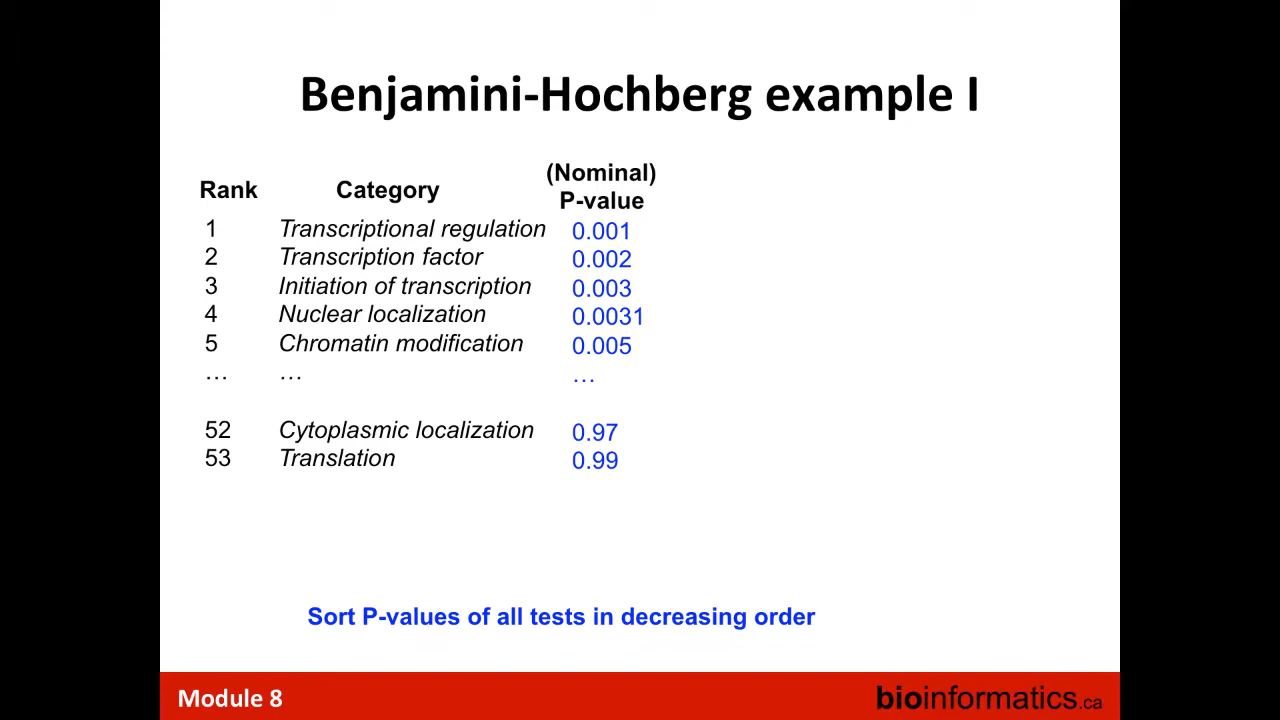 Benjamini-Hochberg example I
Rank Category (Nominal) P-value
1 Transcriptional regulation 0.001
2 Transcription factor 0.002
3 Initiation of transcription 0.003
4 Nuclear localization 0.0031
5 Chromatin modification 0.005
… … …
52 Cytoplasmic localization 0.97
53 Translation 0.99
Sort P-values of all tests in decreasing order
Module 8 bioinformatics.ca